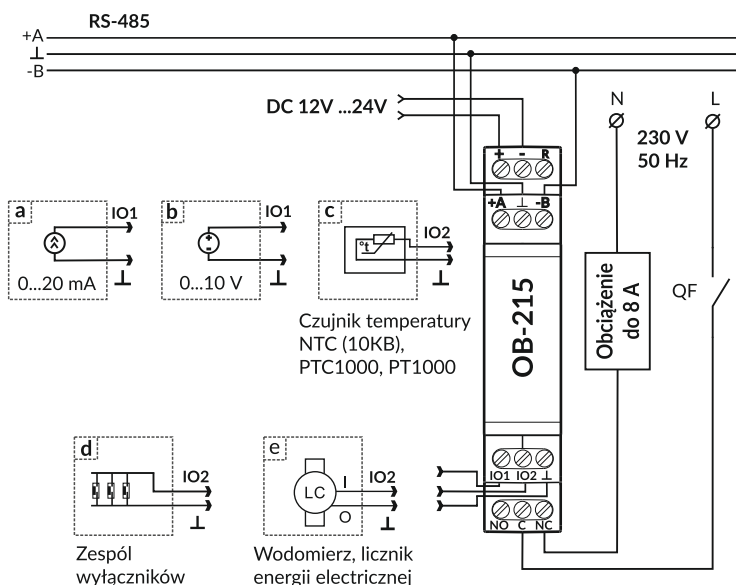 RS-485
+A
⊥
-B
DC 12V ...24V
N
L
230 V
50 Hz
+ - R
+A ⊥ -B
a
IO1
0...20 mA
⊥
b
IO1
+
-
0...10 V
⊥
c
°t
IO2
⊥
Czujnik temperatury
NTC (10KB),
PTC1000, PT1000
OB-215
Obciążenie
do 8 A
QF
d
IO2
⊥
Zespól
wyłączników
e
LC
I
O
IO2
⊥
Wodomierz, licznik
energii electricznej
IO1 IO2 ⊥
NO C NC